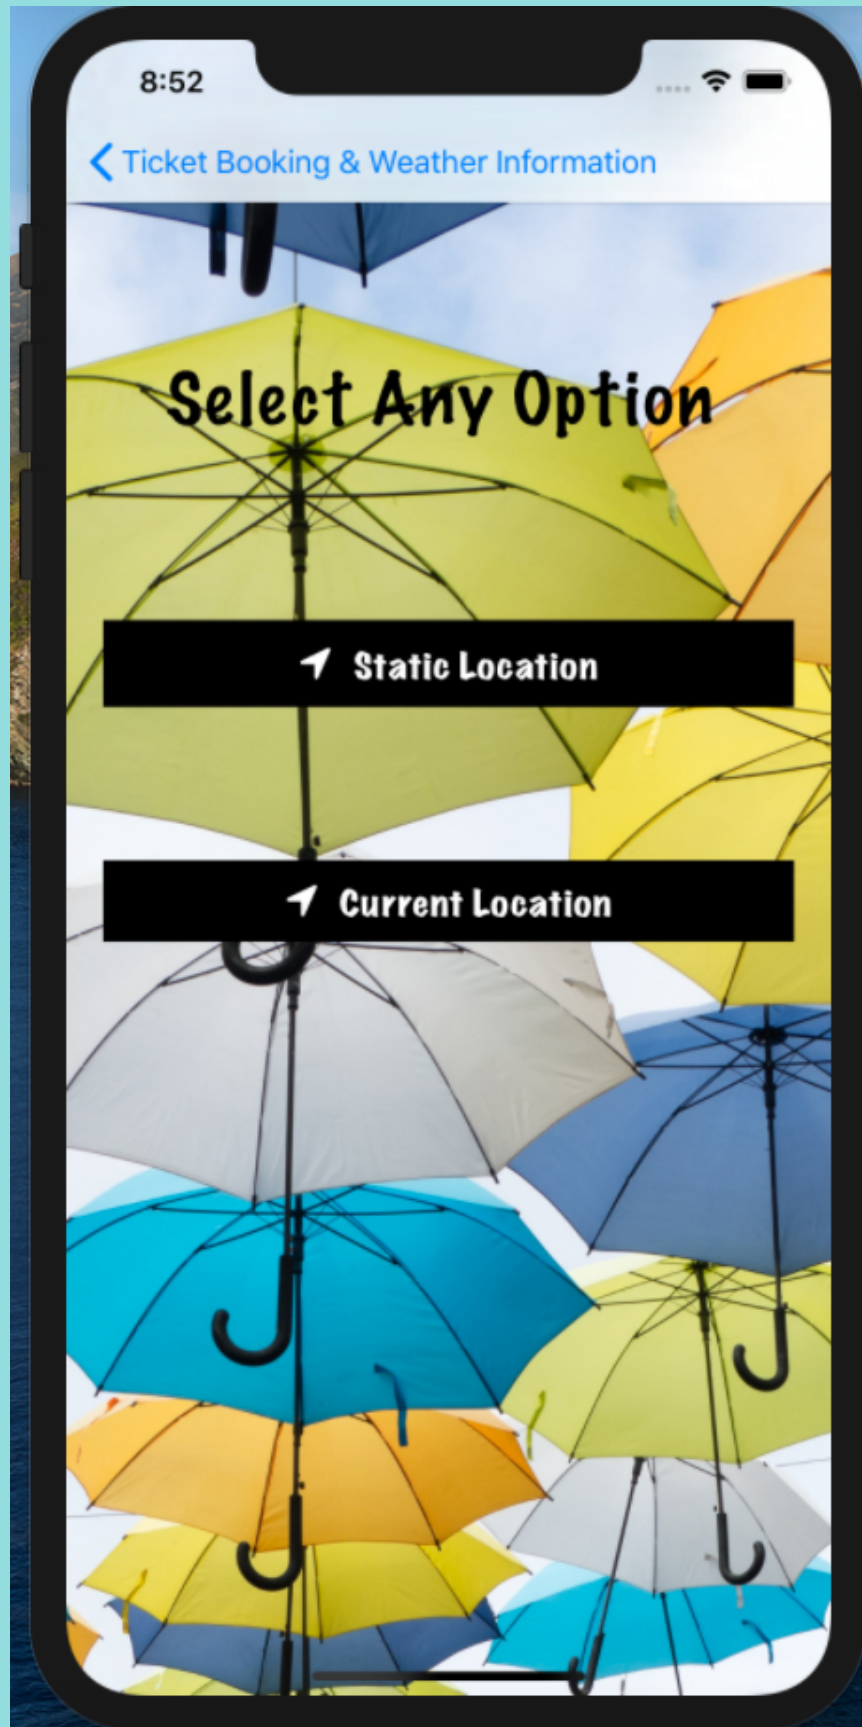 8:52
Ticket Booking & Weather Information
Select Any Option
Static Location
Current Location